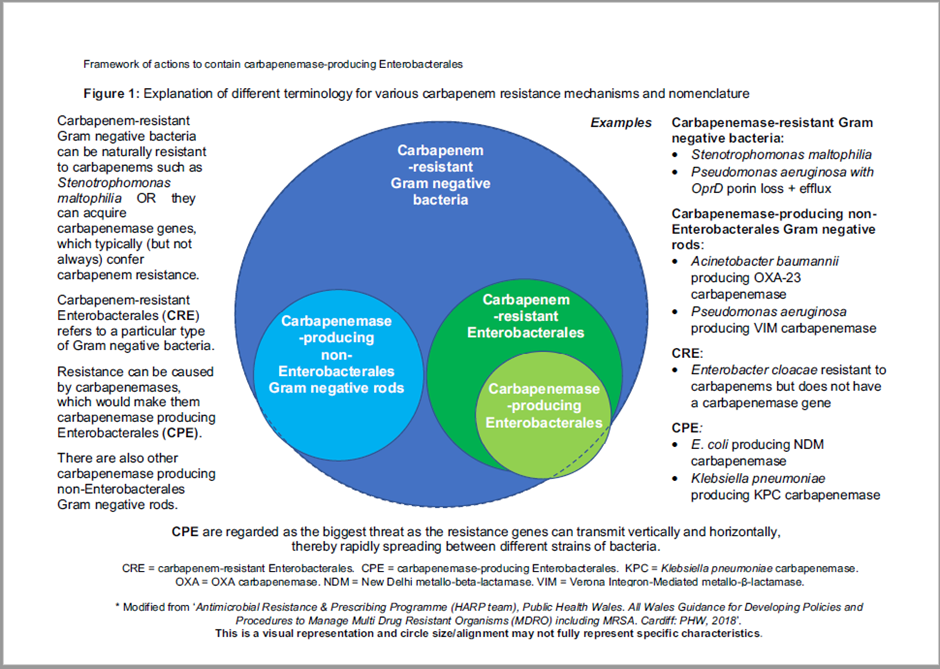 Framework of actions to contain carbapenemase-producing Enterobacterales
Figure 1: Explanation of different terminology for various carbapenem resistance mechanisms and nomenclature
Carbapenem-resistant
Gram negative bacteria
can be naturally resistant
to carbapenems such as
Stenotrophomonas
maltophilia OR they
can acquire
carbapenemase genes,
which typically (but not
always) confer
carbapenem resistance.
Carbapenem-resistant
Enterobacterales (CRE)
refers to a particular type
of Gram negative bacteria.
Resistance can be caused
by carbapenemases,
which would make them
carbapenemase producing
Enterobacterales (CPE).
There are also other
carbapenemase producing
non-Enterobacterales
Gram negative rods.
Carbapenem
-resistant
Gram negative
bacteria
Carbapenemase
-producing
non-
Enterobacterales
Gram negative rods
Carbapenem
-resistant
Enterobacterales
Carbapenemase
-producing
Enterobacterales
Examples
Carbapenemase-resistant Gram
negative bacteria:
• Stenotrophomonas maltophilia
• Pseudomonas aeruginosa with
OprD porin loss + efflux
Carbapenemase-producing non-
Enterobacterales Gram negative
rods:
• Acinetobacter baumannii
producing OXA-23
carbapenemase
• Pseudomonas aeruginosa
producing VIM carbapenemase
CRE:
• Enterobacter cloacae resistant to
carbapenems but does not have
a carbapenemase gene
CPE:
• E. coli producing NDM
carbapenemase
• Klebsiella pneumoniae
producing KPC carbapenemase
CPE are regarded as the biggest threat as the resistance genes can transmit vertically and horizontally,
thereby rapidly spreading between different strains of bacteria.
CRE = carbapenem-resistant Enterobacterales. CPE = carbapenemase-producing Enterobacterales. KPC = Klebsiella pneumoniae carbapenemase.
OXA = OXA carbapenemase. NDM = New Delhi metallo-beta-lactamase. VIM = Verona Integron-Mediated metallo-β-lactamase.
* Modified from 'Antimicrobial Resistance & Prescribing Programme (HARP team), Public Health Wales. All Wales Guidance for Developing Policies and
Procedures to Manage Multi Drug Resistant Organisms (MDRO) including MRSA. Cardiff: PHW, 2018'.
This is a visual representation and circle size/alignment may not fully represent specific characteristics.